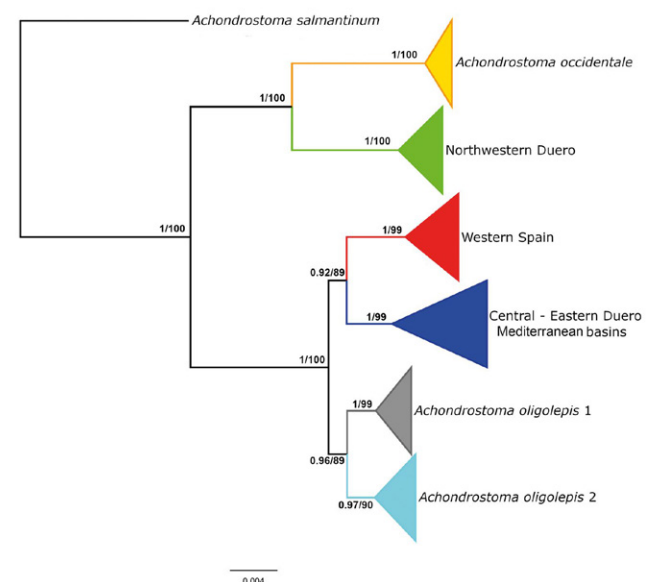 Achondrostoma salmantinum
1/100
Achondrostoma occidentale
1/100
1/100
Northwestern Duero
1/100
1/99
Western Spain
0.92/89
1/99
Central - Eastern Duero
Mediterranean basins
1/100
1/99
Achondrostoma oligolepis 1
0.96/89
Achondrostoma oligolepis 2
0.97/90
0.004